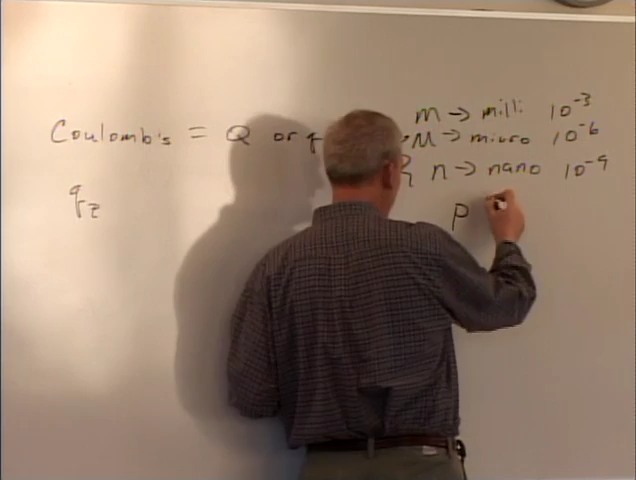 m → milli 10⁻³
Coulomb's = Q or q
μ → micro 10⁻⁶
n → nano 10⁻⁹
q₂
p